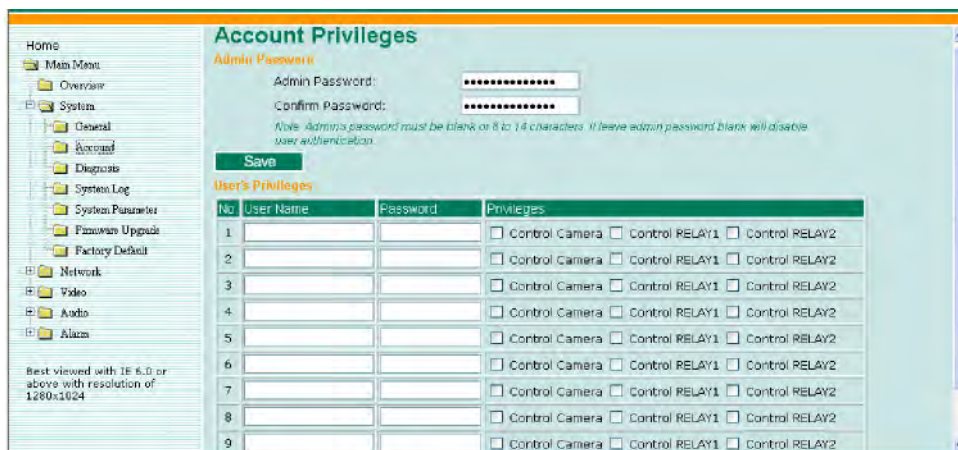 Home
Main Menu
Overview
System
General
Account
Diagnosis
System Log
System Parameter
Firmware Upgrade
Factory Default
Network
Video
Audio
Alarm
Best viewed with IE 6.0 or
above with resolution of
1280x1024
Account Privileges
Admin Password
Admin Password:
Confirm Password:
Note: Admin's password must be blank or 8 to 14 characters. If leave admin password blank will disable
user authentication.
Save
User's Privileges
No. User Name Password Privileges
1 Control Camera Control RELAY1 Control RELAY2
2 Control Camera Control RELAY1 Control RELAY2
3 Control Camera Control RELAY1 Control RELAY2
4 Control Camera Control RELAY1 Control RELAY2
5 Control Camera Control RELAY1 Control RELAY2
6 Control Camera Control RELAY1 Control RELAY2
7 Control Camera Control RELAY1 Control RELAY2
8 Control Camera Control RELAY1 Control RELAY2
9 Control Camera Control RELAY1 Control RELAY2